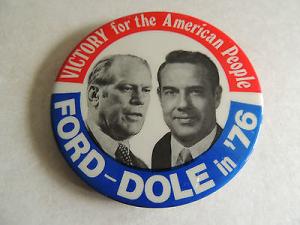 VICTORY for the American People
FORD-DOLE in '76